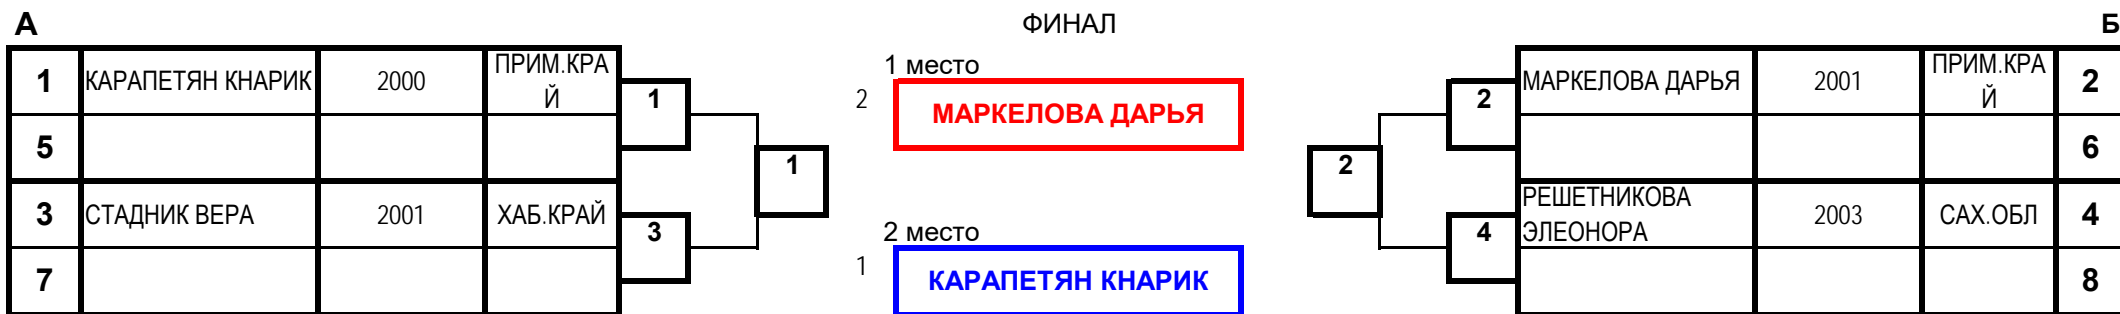 А
ФИНАЛ
Б
1 КАРАПЕТЯН КНАРИК 2000 ПРИМ.КРА
Й
5
3 СТАДНИК ВЕРА 2001 ХАБ.КРАЙ
7
1
3
1
1 место
2 МАРКЕЛОВА ДАРЬЯ
2 место
1 КАРАПЕТЯН КНАРИК
2
2
4
МАРКЕЛОВА ДАРЬЯ 2001 ПРИМ.КРА
Й 2
6
РЕШЕТНИКОВА
ЭЛЕОНОРА 2003 САХ.ОБЛ 4
8